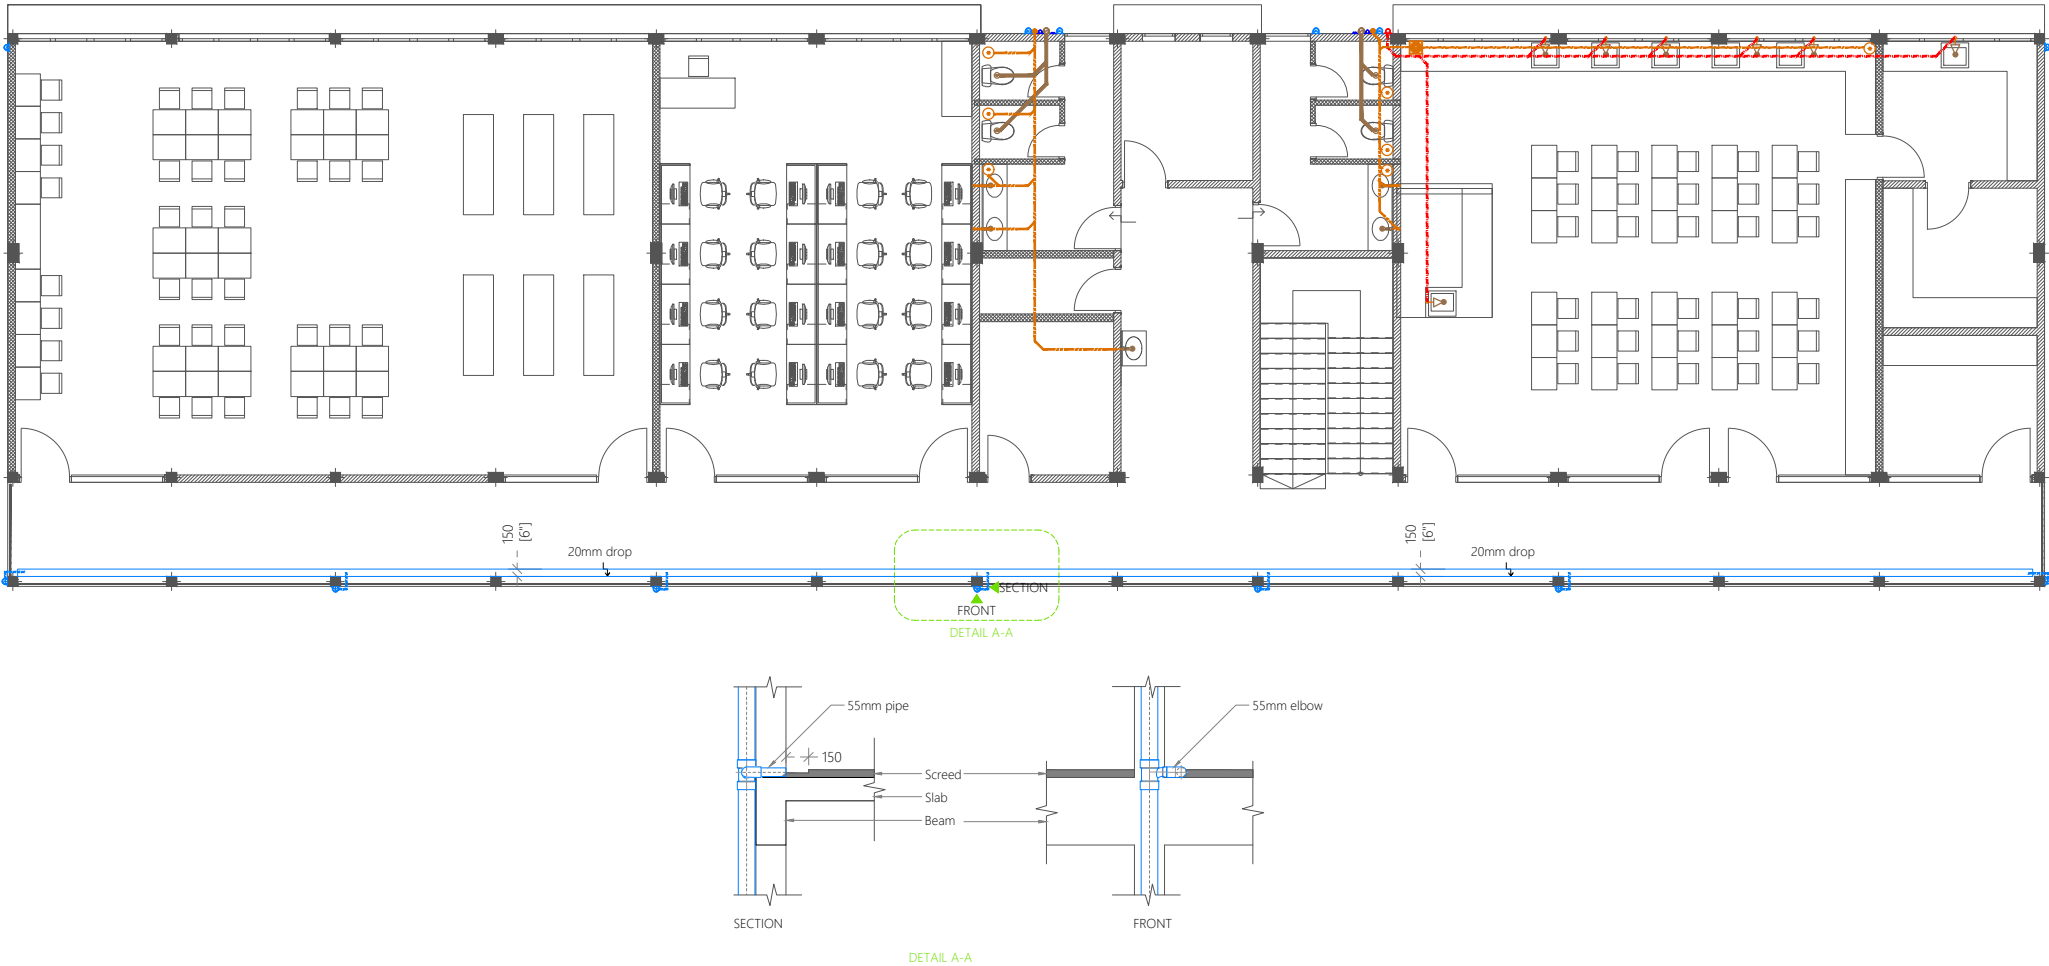 150
[6"]
20mm drop
150
[6"]
20mm drop
SECTION
FRONT
DETAIL A-A
55mm pipe
55mm elbow
150
Screed
Slab
Beam
SECTION
FRONT
DETAIL A-A